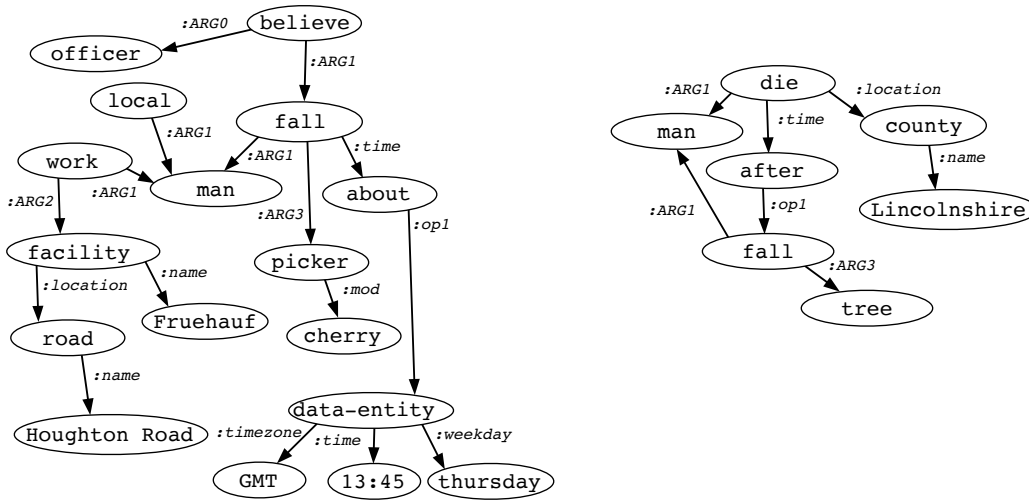 :ARG0
believe
officer
:ARG1
local
fall
:ARG1
:ARG1
:time
work
man
about
:ARG1
:ARG2
:ARG3
:op1
facility
picker
:location
:name
:mod
Fruehauf
road
cherry
:name
data-entity
Houghton Road
:timezone
:time
:weekday
GMT
13:45
thursday
die
:ARG1
:location
man
:time
county
after
:name
:ARG1
:op1
Lincolnshire
fall
:ARG3
tree